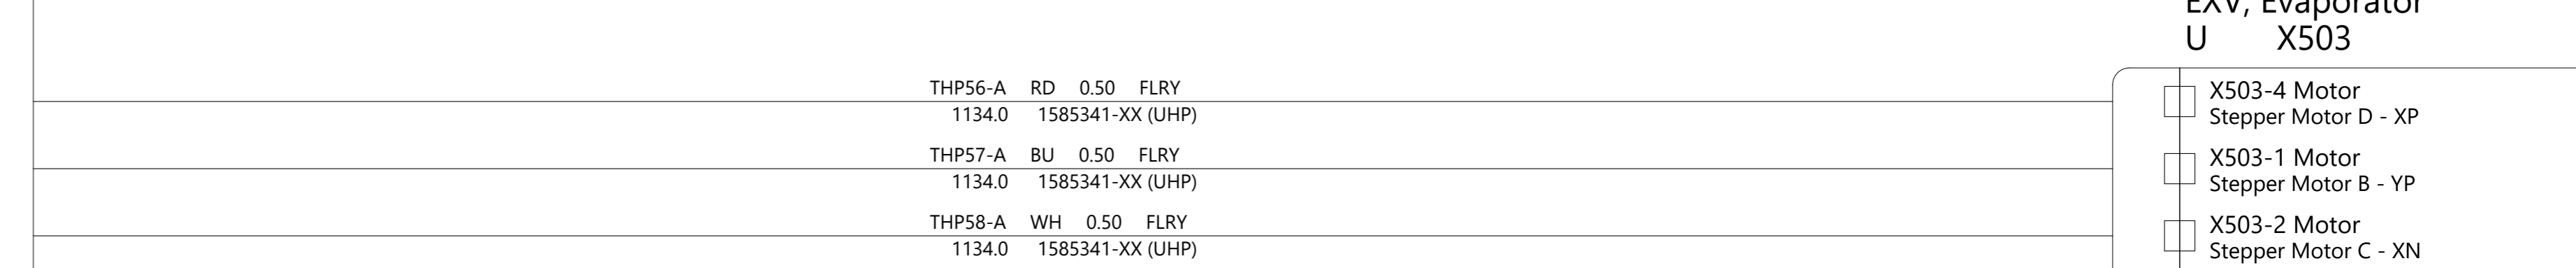 EXV, Evaporator
U X503
THP56-A RD 0.50 FLRY
1134.0 1585341-XX (UHP)
X503-4 Motor
Stepper Motor D - XP
THP57-A BU 0.50 FLRY
1134.0 1585341-XX (UHP)
X503-1 Motor
Stepper Motor B - YP
THP58-A WH 0.50 FLRY
1134.0 1585341-XX (UHP)
X503-2 Motor
Stepper Motor C - XN